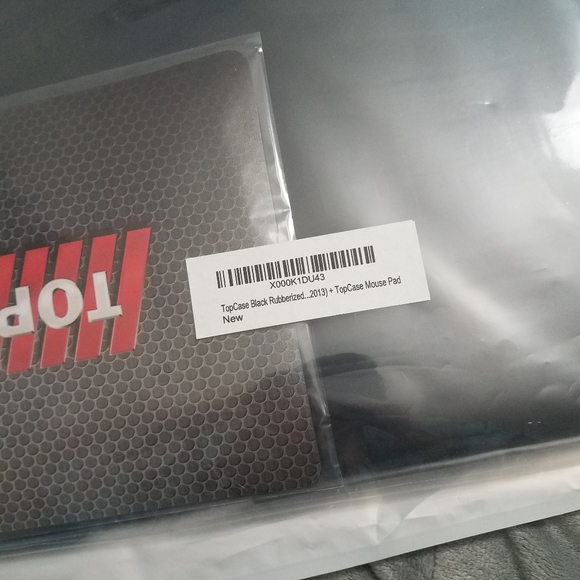 TOP
X000K1DU43
TopCase Black Rubberized...2013) + TopCase Mouse Pad
New